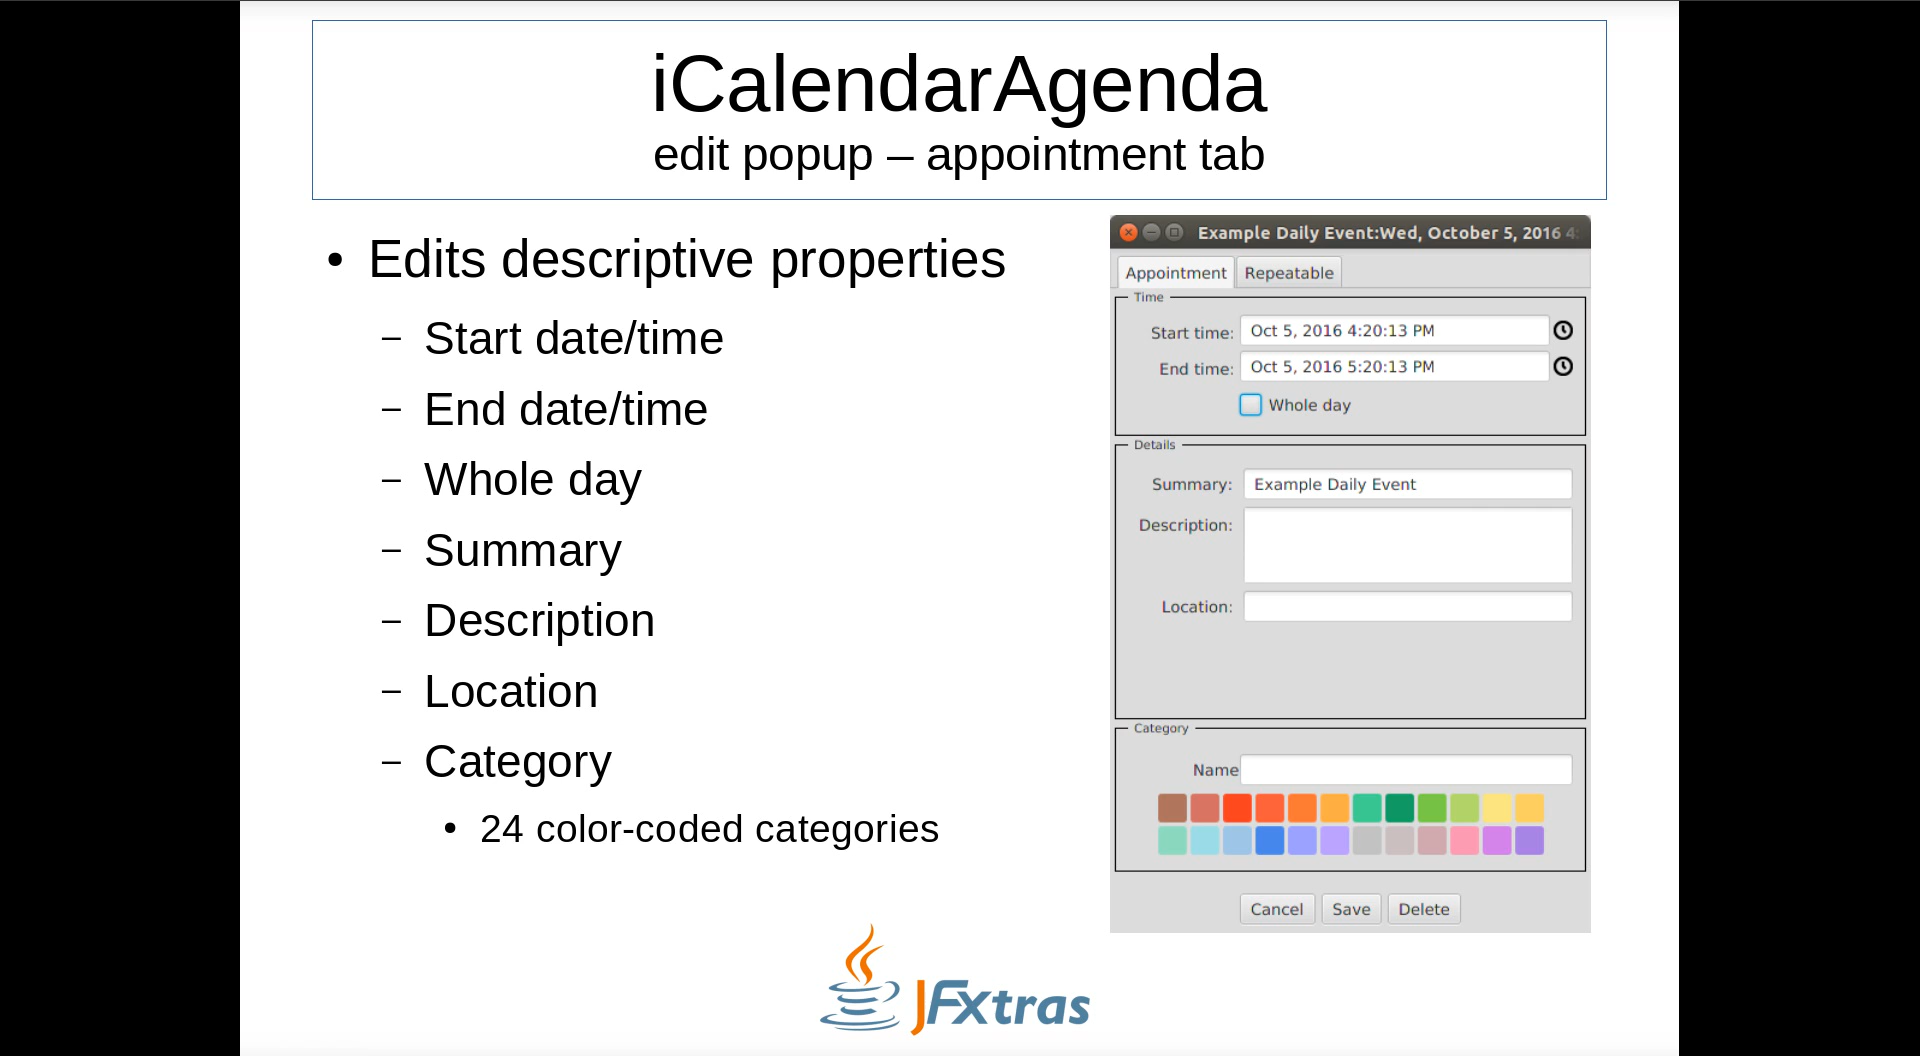 iCalendarAgenda
edit popup – appointment tab
• Edits descriptive properties
– Start date/time
– End date/time
– Whole day
– Summary
– Description
– Location
– Category
• 24 color-coded categories
Example Daily Event:Wed, October 5, 2016 4:
Appointment Repeatable
Time
Start time: Oct 5, 2016 4:20:13 PM
End time: Oct 5, 2016 5:20:13 PM
Whole day
Details
Summary: Example Daily Event
Description:
Location:
Category
Name
Cancel Save Delete
JFXtras